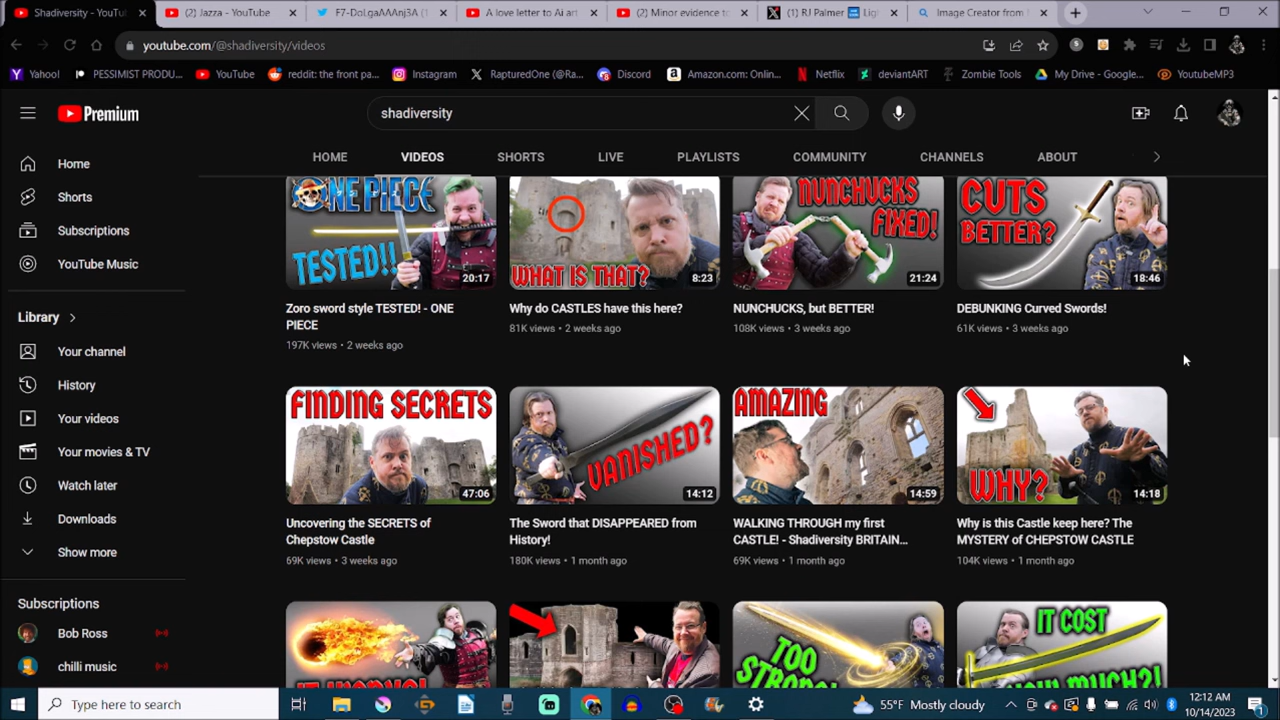 Shadiversity - YouTu
(2) Jazza - YouTube
F7-DoLgaAAAnj3A (1
A love letter to Ai art
(2) Minor evidence to
(1) RJ Palmer
Lig
Image Creator from
youtube.com/@shadiversity/videos
Yahoo!
PESSIMIST PRODU...
YouTube
reddit: the front pa...
Instagram
RapturedOne (@Ra...
Discord
Amazon.com: Onlin...
Netflix
deviantART
Zombie Tools
My Drive - Google...
YoutubeMP3
Premium
shadiversity
HOME
VIDEOS
SHORTS
LIVE
PLAYLISTS
COMMUNITY
CHANNELS
ABOUT
Home
Shorts
Subscriptions
YouTube Music
Library
Your channel
History
Your videos
Your movies & TV
Watch later
Downloads
Show more
Subscriptions
Bob Ross
chilli music
ONE PIECE
TESTED!!
20:17
WHAT IS THAT?
8:23
NUNCHUCKS
FIXED!
21:24
CUTS
BETTER?
18:46
Zoro sword style TESTED! - ONE
PIECE
197K views • 2 weeks ago
Why do CASTLES have this here?
81K views • 2 weeks ago
NUNCHUCKS, but BETTER!
108K views • 3 weeks ago
DEBUNKING Curved Swords!
61K views • 3 weeks ago
FINDING SECRETS
47:06
VANISHED?
14:12
AMAZING
14:59
WHY?
14:18
Uncovering the SECRETS of
Chepstow Castle
69K views • 3 weeks ago
The Sword that DISAPPEARED from
History!
180K views • 1 month ago
WALKING THROUGH my first
CASTLE! - Shadiversity BRITAIN...
69K views • 1 month ago
Why is this Castle keep here? The
MYSTERY of CHEPSTOW CASTLE
104K views • 1 month ago
TOO
STRO
IT COST
Type here to search
55°F Mostly cloudy
12:12 AM
10/14/2023